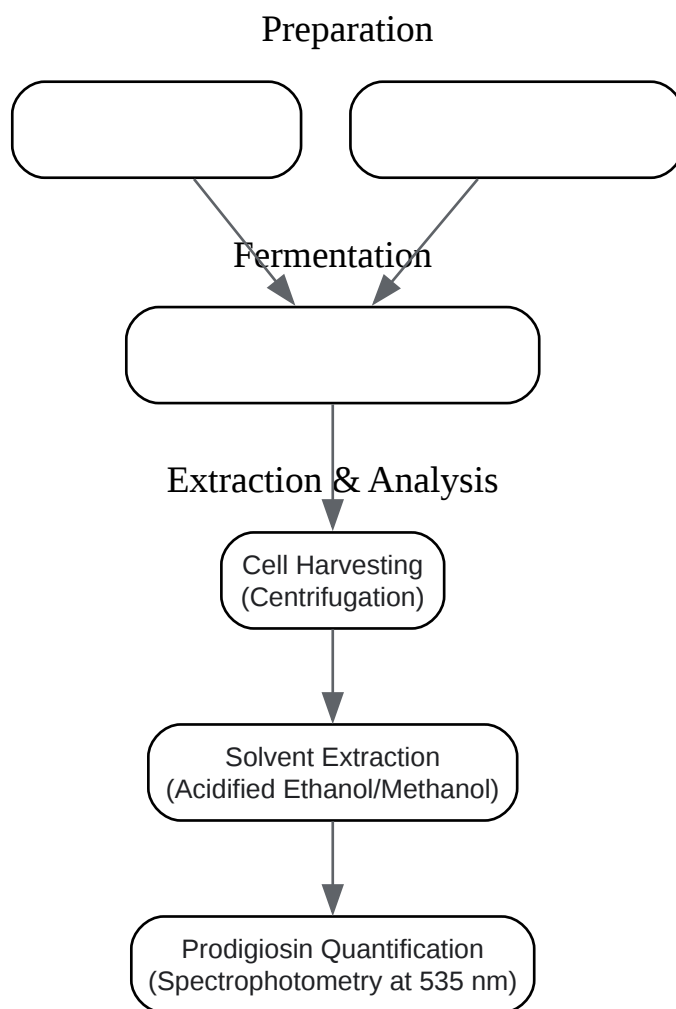 Preparation
Fermentation
Extraction & Analysis
Cell Harvesting
(Centrifugation)
Solvent Extraction
(Acidified Ethanol/Methanol)
Prodigiosin Quantification
(Spectrophotometry at 535 nm)